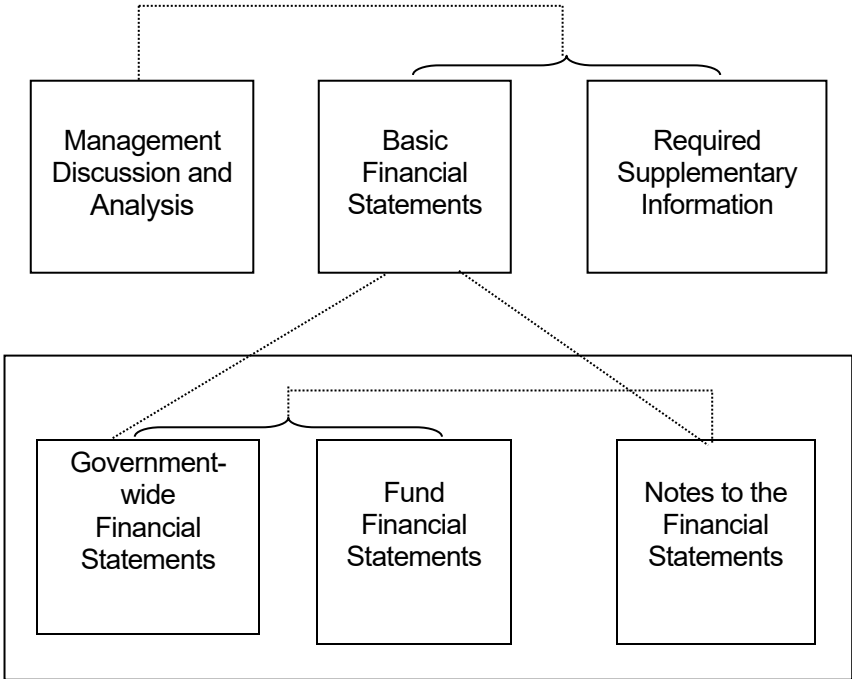 Management
Discussion and
Analysis
Basic
Financial
Statements
Required
Supplementary
Information
Government-
wide
Financial
Statements
Fund
Financial
Statements
Notes to the
Financial
Statements